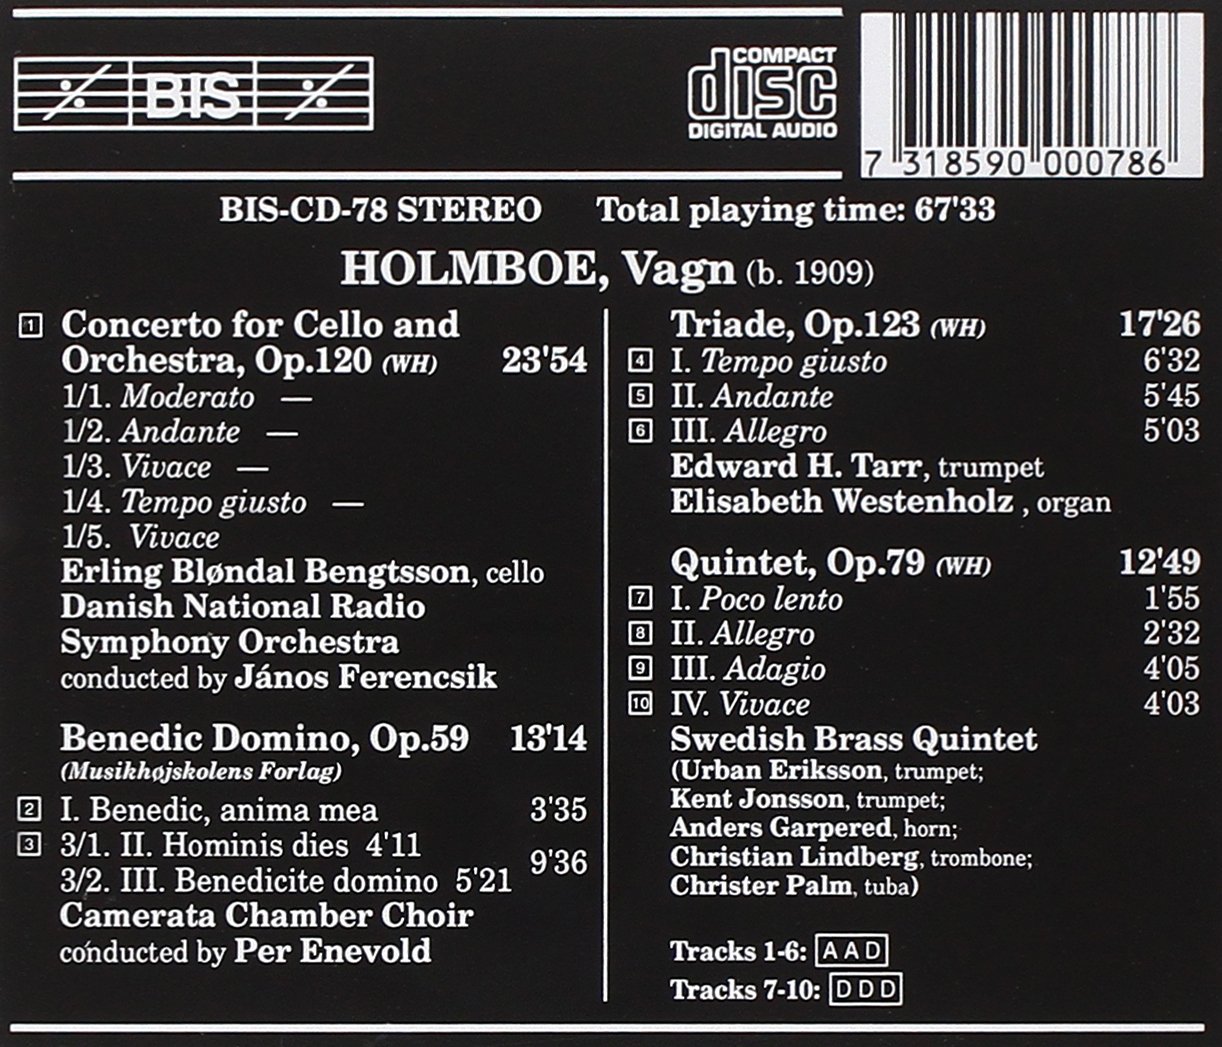 BIS
COMPACT
disc
DIGITAL AUDIO
7 318590 000786
BIS-CD-78 STEREO Total playing time: 67'33
HOLMBOE, Vagn (b. 1909)
1 Concerto for Cello and
Orchestra, Op.120 (WH) 23'54
1/1. Moderato —
1/2. Andante —
1/3. Vivace —
1/4. Tempo giusto —
1/5. Vivace
Erling Bløndal Bengtsson, cello
Danish National Radio
Symphony Orchestra
conducted by János Ferencsik
Benedic Domino, Op.59 13'14
(Musikhøjskolens Forlag)
2 I. Benedic, anima mea 3'35
3 3/1. II. Hominis dies 4'11
9'36
3/2. III. Benedicite domino 5'21
Camerata Chamber Choir
conducted by Per Enevold
Triade, Op.123 (WH) 17'26
4 I. Tempo giusto 6'32
5 II. Andante 5'45
6 III. Allegro 5'03
Edward H. Tarr, trumpet
Elisabeth Westenholz , organ
Quintet, Op.79 (WH) 12'49
7 I. Poco lento 1'55
8 II. Allegro 2'32
9 III. Adagio 4'05
10 IV. Vivace 4'03
Swedish Brass Quintet
(Urban Eriksson, trumpet;
Kent Jonsson, trumpet;
Anders Garpered, horn;
Christian Lindberg, trombone;
Christer Palm, tuba)
Tracks 1-6: AAD
Tracks 7-10: DDD